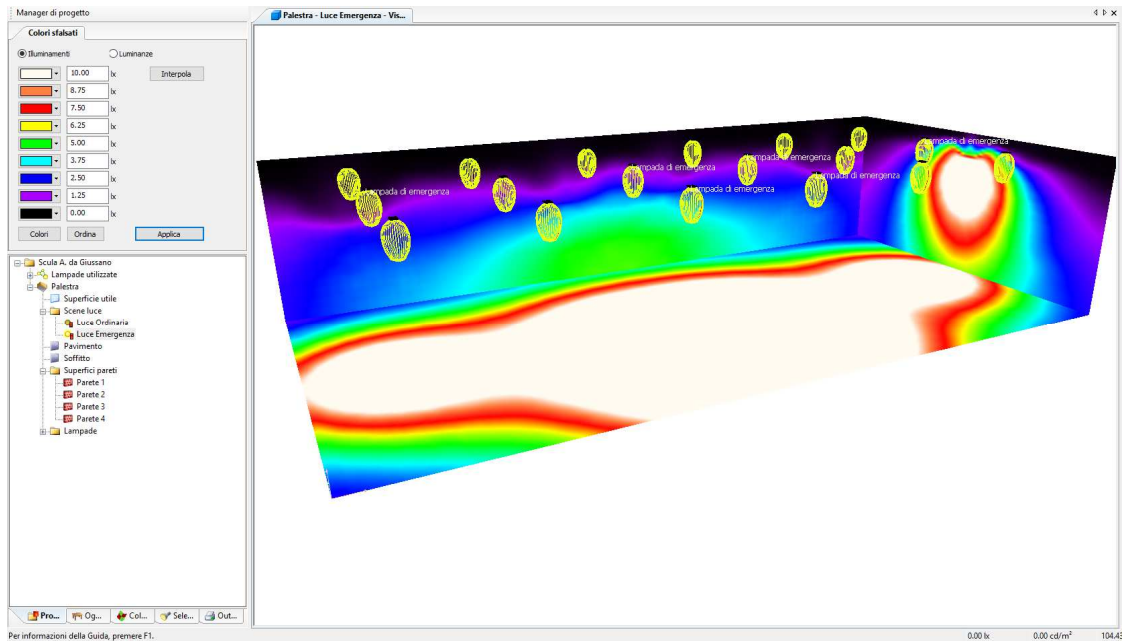 Manager di progetto
Palestra - Luce Emergenza - Vis...
Colori sfalsati
Illuminamenti
Luminanze
10.00 lx
Interpola
8.75 lx
7.50 lx
6.25 lx
5.00 lx
3.75 lx
2.50 lx
1.25 lx
0.00 lx
Colori
Ordina
Applica
Scula A. da Giussano
Lampade utilizzate
Palestra
Superficie utile
Scene luce
Luce Ordinaria
Luce Emergenza
Pavimento
Soffitto
Superfici pareti
Parete 1
Parete 2
Parete 3
Parete 4
Lampade
Lampada di emergenza
Lampada di emergenza
Lampada di emergenza
Lampada di emergenza
Lampada di emergenza
Lampada di emergenza
Pro...
Og...
Col...
Sele...
Out...
Per informazioni della Guida, premere F1.
0.00 lx
0.00 cd/m²